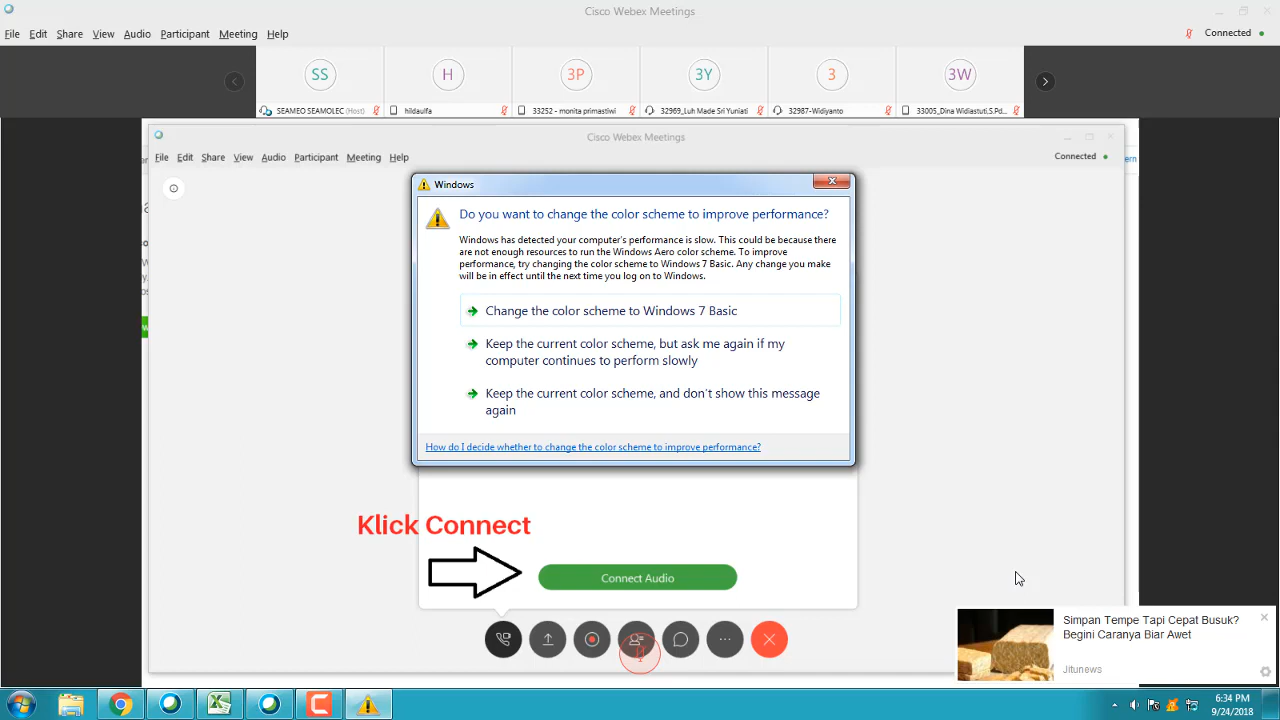 Cisco Webex Meetings
File Edit Share View Audio Participant Meeting Help
Connected
SS
H
3P
3Y
3
3W
SEAMEO SEAMOLEC (Host)
hildaulfa
33252 - monita primastiwi
32969_Luh Made Sri Yuniati
32987-Widiyanto
33005_Dina Widiastuti,S.Pd...
Cisco Webex Meetings
File Edit Share View Audio Participant Meeting Help
Connected
Windows
Do you want to change the color scheme to improve performance?
Windows has detected your computer's performance is slow. This could be because there
are not enough resources to run the Windows Aero color scheme. To improve
performance, try changing the color scheme to Windows 7 Basic. Any change you make
will be in effect until the next time you log on to Windows.
Change the color scheme to Windows 7 Basic
Keep the current color scheme, but ask me again if my
computer continues to perform slowly
Keep the current color scheme, and don't show this message
again
How do I decide whether to change the color scheme to improve performance?
Klick Connect
Connect Audio
Simpan Tempe Tapi Cepat Busuk?
Begini Caranya Biar Awet
Jitunews
6:34 PM
9/24/2018